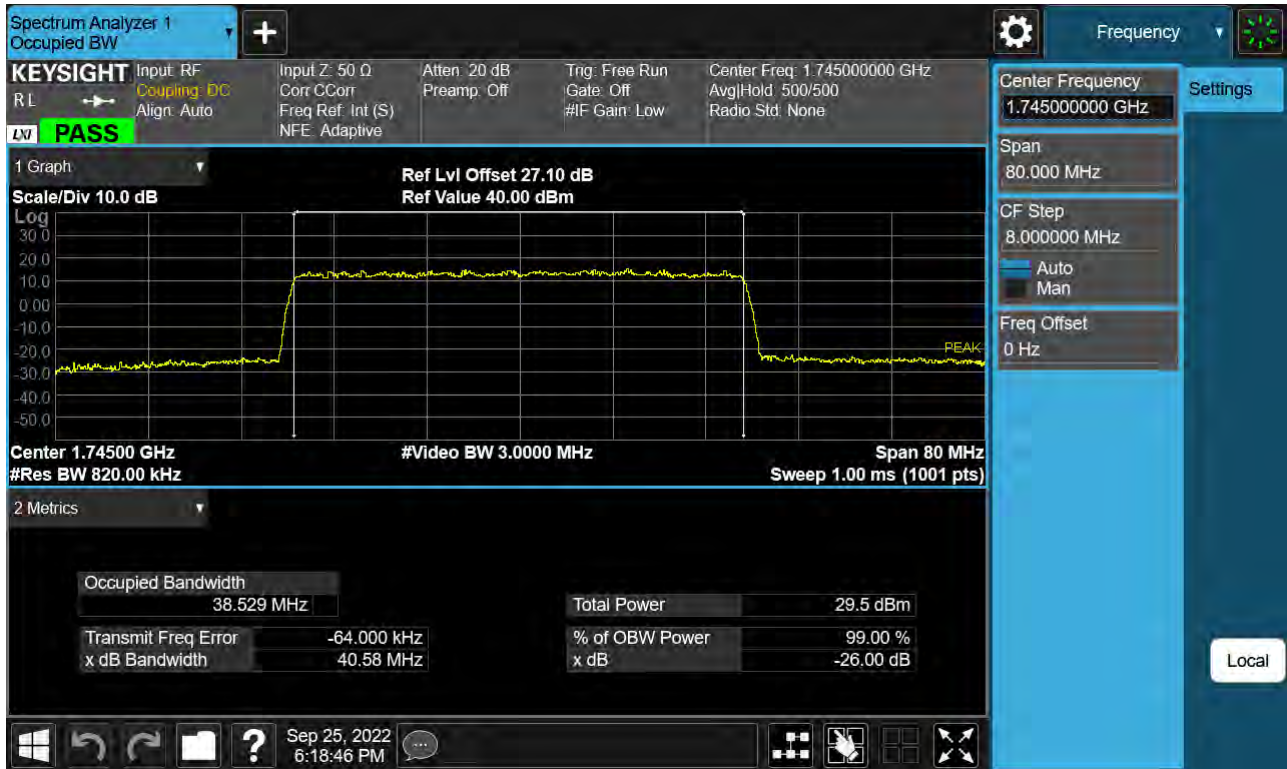 Spectrum Analyzer 1
Occupied BW
+
Frequency
KEYSIGHT
RL
LXI PASS
Input: RF
Coupling: DC
Align: Auto
Input Z: 50 Ω
Corr CCorr
Freq Ref: Int (S)
NFE: Adaptive
Atten: 20 dB
Preamp: Off
Trig: Free Run
Gate: Off
#IF Gain: Low
Center Freq: 1.745000000 GHz
Avg|Hold: 500/500
Radio Std: None
1 Graph
Scale/Div 10.0 dB
Ref Lvl Offset 27.10 dB
Ref Value 40.00 dBm
Log
30.0
20.0
10.0
0.00
-10.0
-20.0
-30.0
-40.0
-50.0
PEAK
Center 1.74500 GHz
#Video BW 3.0000 MHz
Span 80 MHz
#Res BW 820.00 kHz
Sweep 1.00 ms (1001 pts)
2 Metrics
Occupied Bandwidth
38.529 MHz
Total Power 29.5 dBm
Transmit Freq Error -64.000 kHz
% of OBW Power 99.00 %
x dB Bandwidth 40.58 MHz
x dB -26.00 dB
Center Frequency
1.745000000 GHz
Settings
Span
80.000 MHz
CF Step
8.000000 MHz
Auto
Man
Freq Offset
0 Hz
Local
?
Sep 25, 2022
6:18:46 PM